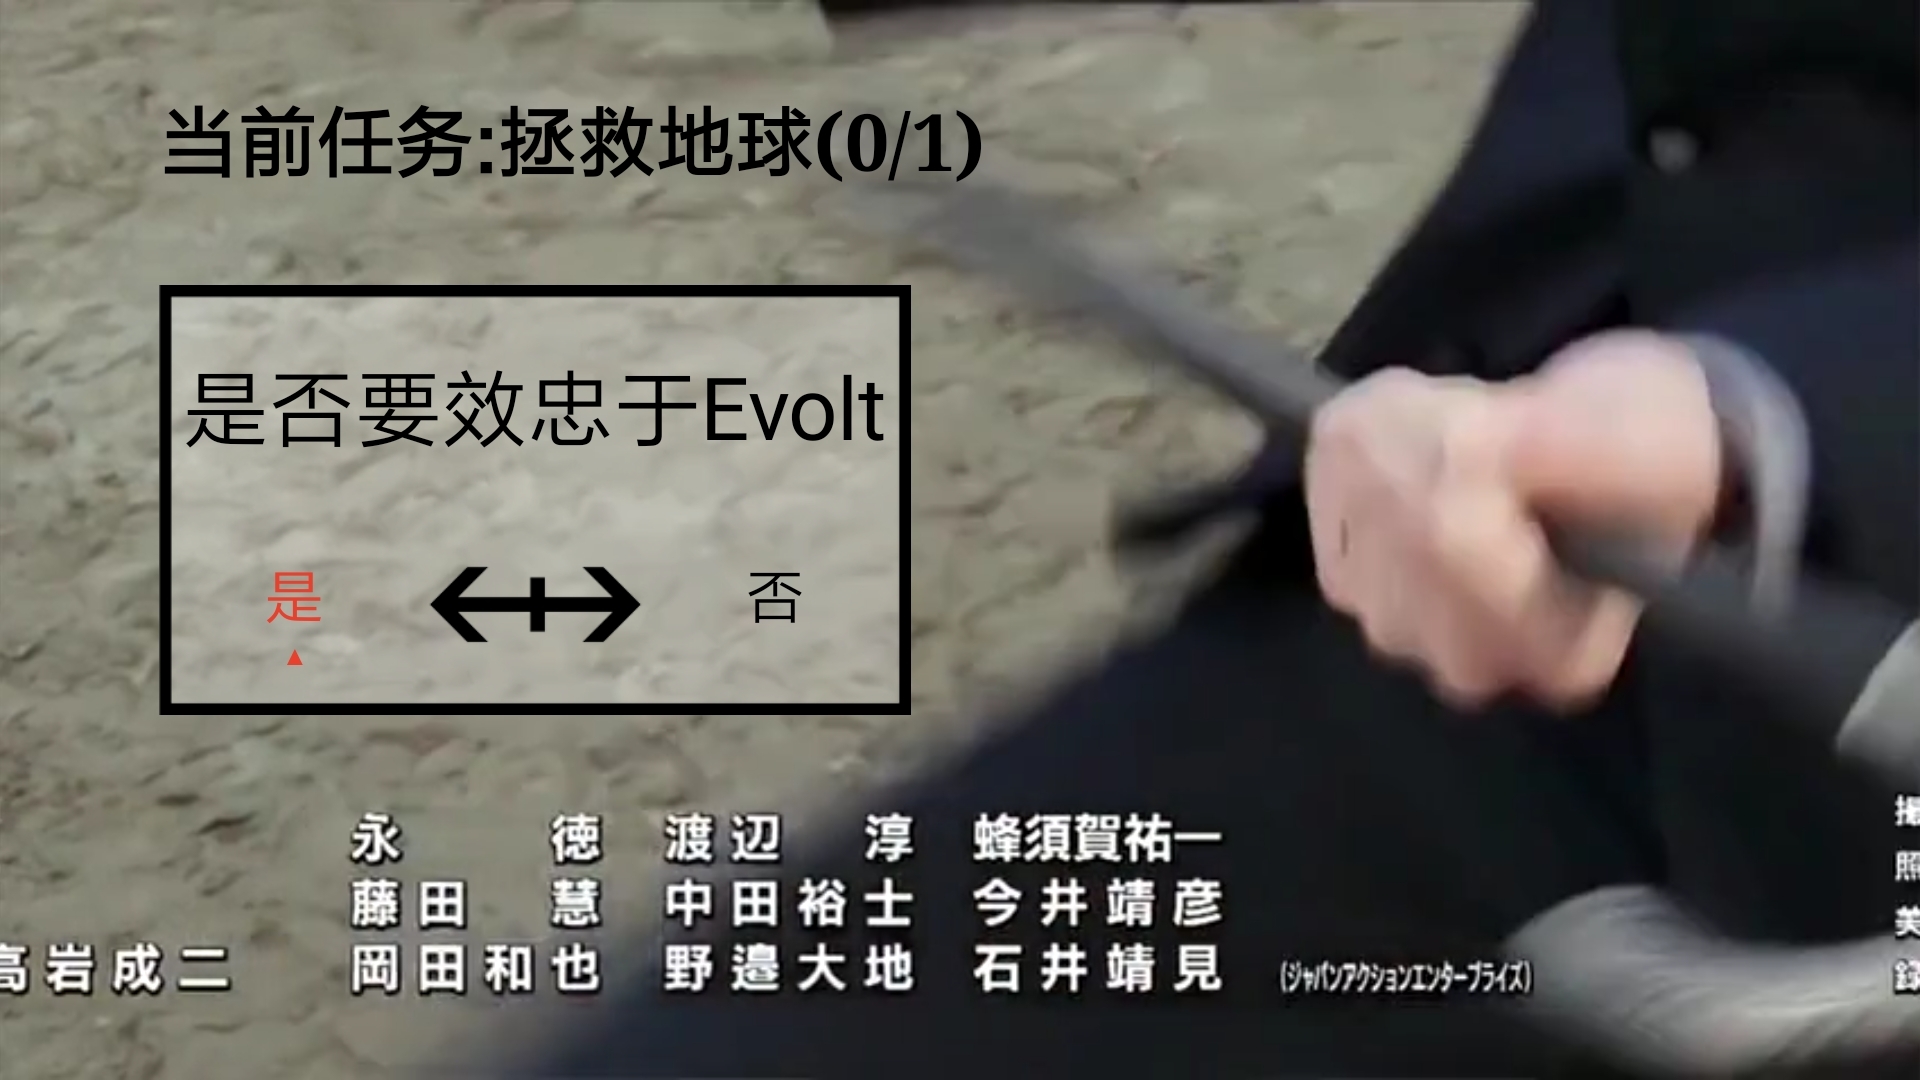 当前任务:拯救地球(0/1)
是否要效忠于Evolt
是 否
永 徳 渡辺 淳 蜂須賀祐一
藤田 慧 中田裕士 今井靖彦
高岩成二 岡田和也 野邉大地 石井靖見 (ジャパンアクションエンタープライズ)
撮
照
美
録